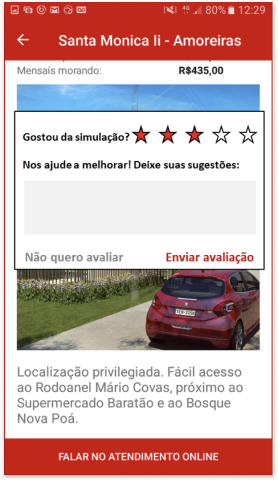 4G 80% 12:29
Santa Monica Ii - Amoreiras
Mensais morando: R$435,00
Gostou da simulação?
Nos ajude a melhorar! Deixe suas sugestões:
Não quero avaliar Enviar avaliação
Localização privilegiada. Fácil acesso
ao Rodoanel Mário Covas, próximo ao
Supermercado Baratão e ao Bosque
Nova Poá.
FALAR NO ATENDIMENTO ONLINE